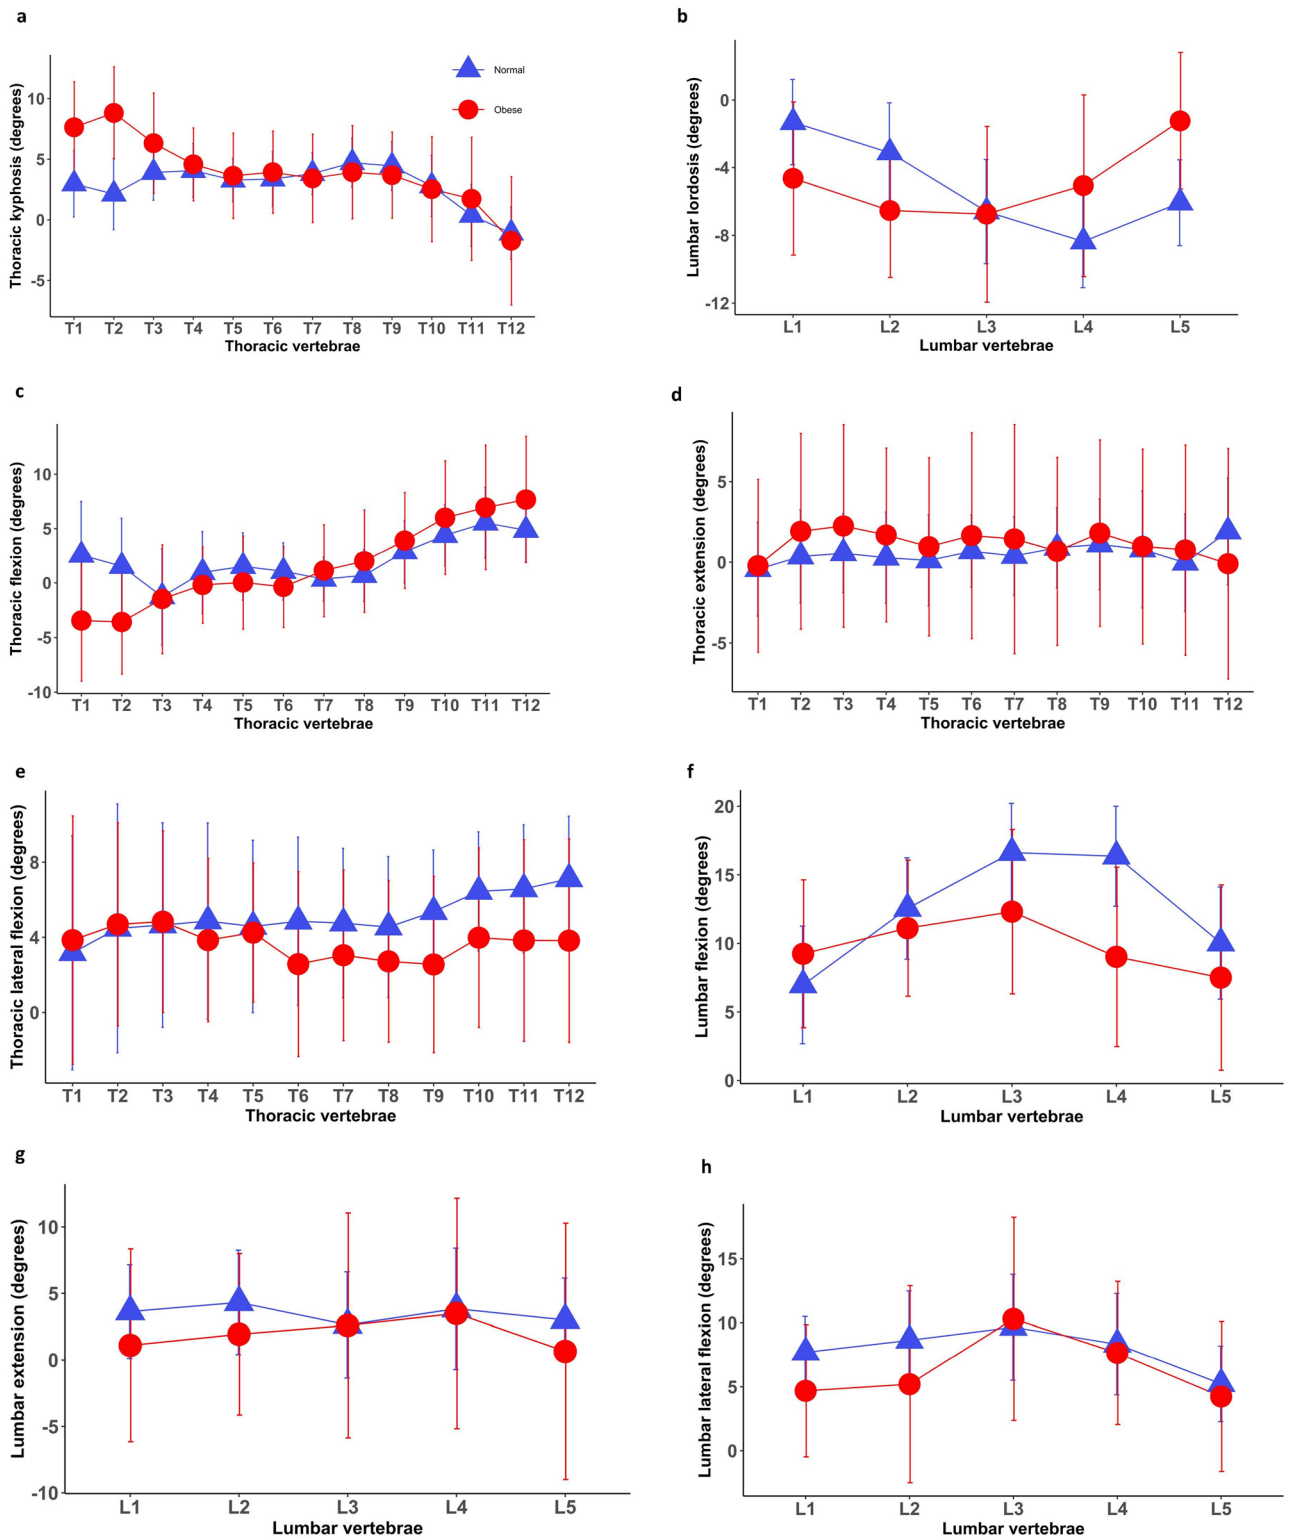 a
Thoracic kyphosis (degrees)
10
5
0
-5
Normal
Obese
T1 T2 T3 T4 T5 T6 T7 T8 T9 T10 T11 T12
Thoracic vertebrae
b
Lumbar lordosis (degrees)
0
-4
-8
-12
L1 L2 L3 L4 L5
Lumbar vertebrae
c
Thoracic flexion (degrees)
10
5
0
-5
-10
T1 T2 T3 T4 T5 T6 T7 T8 T9 T10 T11 T12
Thoracic vertebrae
d
Thoracic extension (degrees)
5
0
-5
T1 T2 T3 T4 T5 T6 T7 T8 T9 T10 T11 T12
Thoracic vertebrae
e
Thoracic lateral flexion (degrees)
8
4
0
T1 T2 T3 T4 T5 T6 T7 T8 T9 T10 T11 T12
Thoracic vertebrae
f
Lumbar flexion (degrees)
20
15
10
5
0
L1 L2 L3 L4 L5
Lumbar vertebrae
g
Lumbar extension (degrees)
10
5
0
-5
-10
L1 L2 L3 L4 L5
Lumbar vertebrae
h
Lumbar lateral flexion (degrees)
15
10
5
0
L1 L2 L3 L4 L5
Lumbar vertebrae